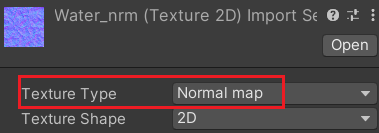 Water_nrm (Texture 2D) Import Se
Open
Texture Type Normal map
Texture Shape 2D